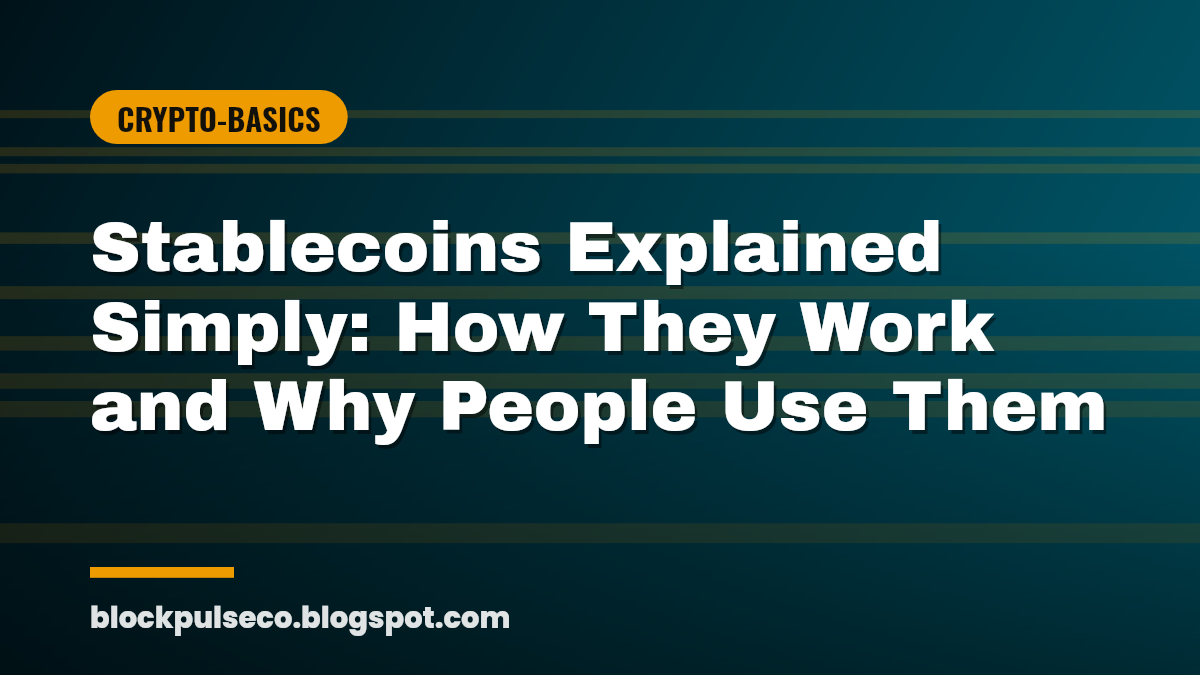 CRYPTO-BASICS
Stablecoins Explained
Simply: How They Work
and Why People Use Them
blockpulseco.blogspot.com